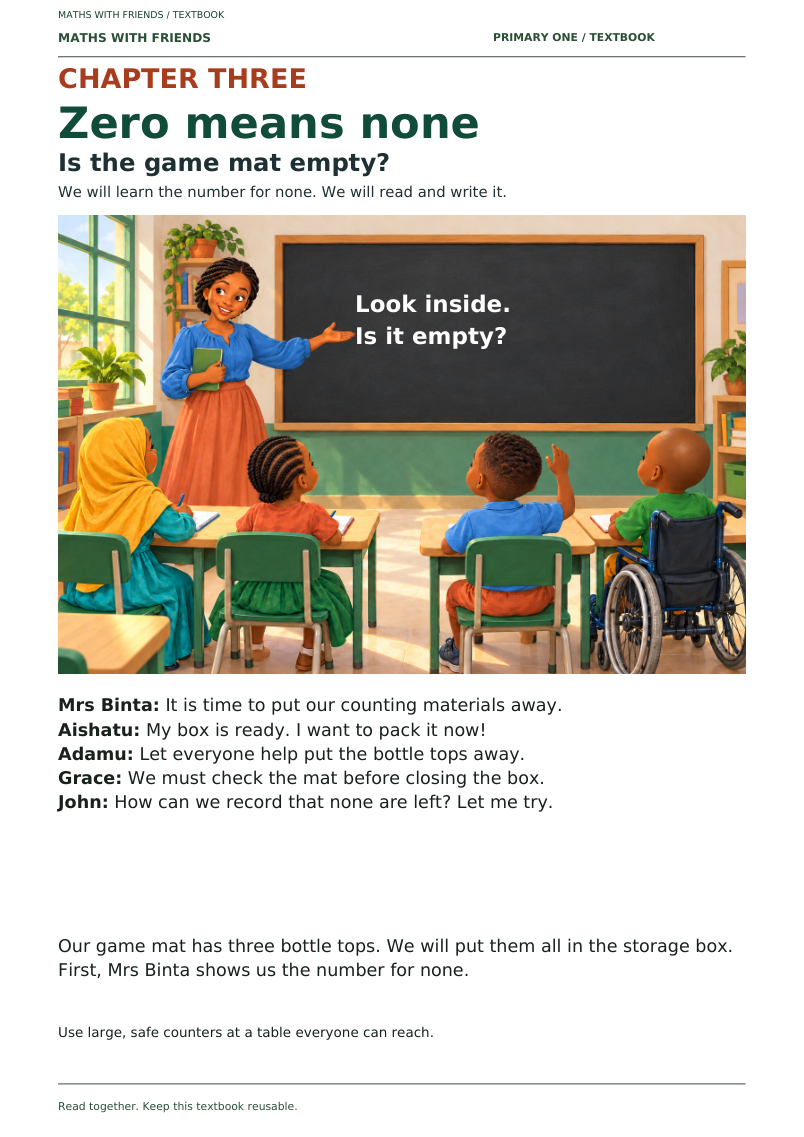 MATHS WITH FRIENDS / TEXTBOOK
MATHS WITH FRIENDS
PRIMARY ONE / TEXTBOOK
CHAPTER THREE
Zero means none
Is the game mat empty?
We will learn the number for none. We will read and write it.
Look inside.
Is it empty?
Mrs Binta: It is time to put our counting materials away.
Aishatu: My box is ready. I want to pack it now!
Adamu: Let everyone help put the bottle tops away.
Grace: We must check the mat before closing the box.
John: How can we record that none are left? Let me try.
Our game mat has three bottle tops. We will put them all in the storage box.
First, Mrs Binta shows us the number for none.
Use large, safe counters at a table everyone can reach.
Read together. Keep this textbook reusable.